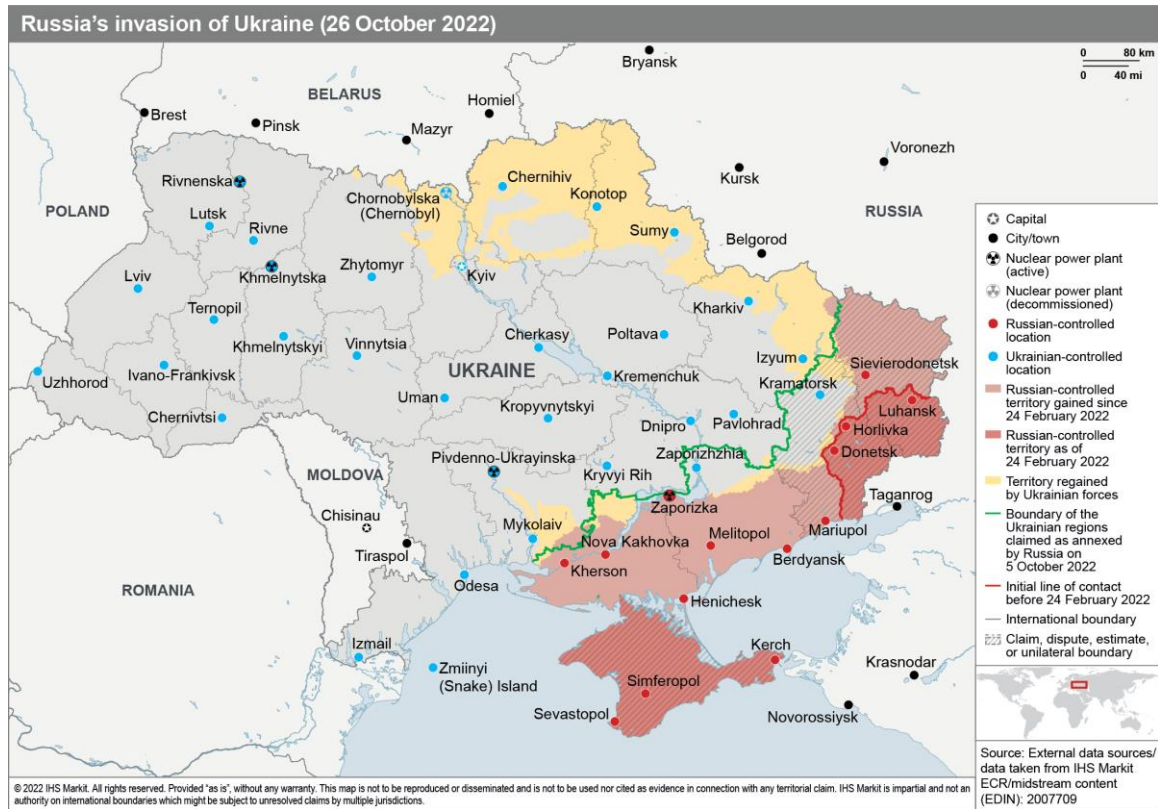 Russia's invasion of Ukraine (26 October 2022)
0 80 km
0 40 mi
Bryansk
BELARUS
Homiel
Brest
Pinsk
Mazyr
Voronezh
Kursk
Rivnenska
Chornobylska
(Chernobyl)
Chernihiv
Konotop
POLAND
RUSSIA
Lutsk
Rivne
Sumy
Belgorod
Khmelnytska
Zhytomyr
Kyiv
Lviv
Kharkiv
Ternopil
Khmelnytskyi
Vinnytsia
Cherkasy
Poltava
Izyum
Sievierodonetsk
Uzhhorod
Ivano-Frankivsk
UKRAINE
Kremenchuk
Kramatorsk
Uman
Luhansk
Chernivtsi
Kropyvnytskyi
Dnipro
Pavlohrad
Horlivka
Donetsk
Pivdenno-Ukrayinska
Zaporizhzhia
MOLDOVA
Kryvyi Rih
Zaporizka
Taganrog
Chisinau
Mykolaiv
Mariupol
Tiraspol
Nova Kakhovka
Melitopol
Berdyansk
Kherson
Odesa
ROMANIA
Henichesk
Izmail
Kerch
Zmiinyi
(Snake) Island
Krasnodar
Simferopol
Sevastopol
Novorossiysk
Capital
City/town
Nuclear power plant
(active)
Nuclear power plant
(decommissioned)
Russian-controlled
location
Ukrainian-controlled
location
Russian-controlled
territory gained since
24 February 2022
Russian-controlled
territory as of
24 February 2022
Territory regained
by Ukrainian forces
Boundary of the
Ukrainian regions
claimed as annexed
by Russia on
5 October 2022
Initial line of contact
before 24 February 2022
International boundary
Claim, dispute, estimate,
or unilateral boundary
Source: External data sources/
data taken from IHS Markit
ECR/midstream content
(EDIN): 2007709
© 2022 IHS Markit. All rights reserved. Provided "as is", without any warranty. This map is not to be reproduced or disseminated and is not to be used nor cited as evidence in connection with any territorial claim. IHS Markit is impartial and not an
authority on international boundaries which might be subject to unresolved claims by multiple jurisdictions.